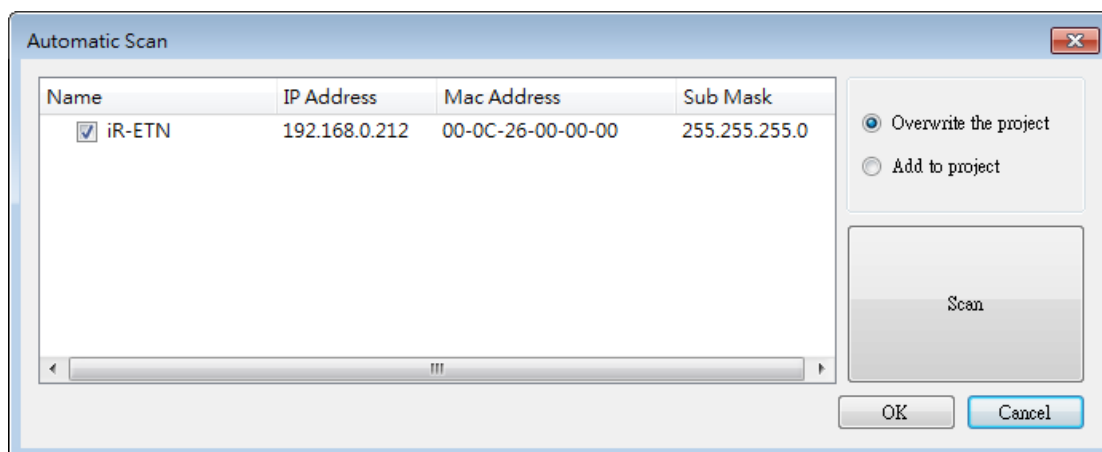 Automatic Scan
Name IP Address Mac Address Sub Mask
iR-ETN 192.168.0.212 00-0C-26-00-00-00 255.255.255.0
Overwrite the project
Add to project
Scan
OK Cancel